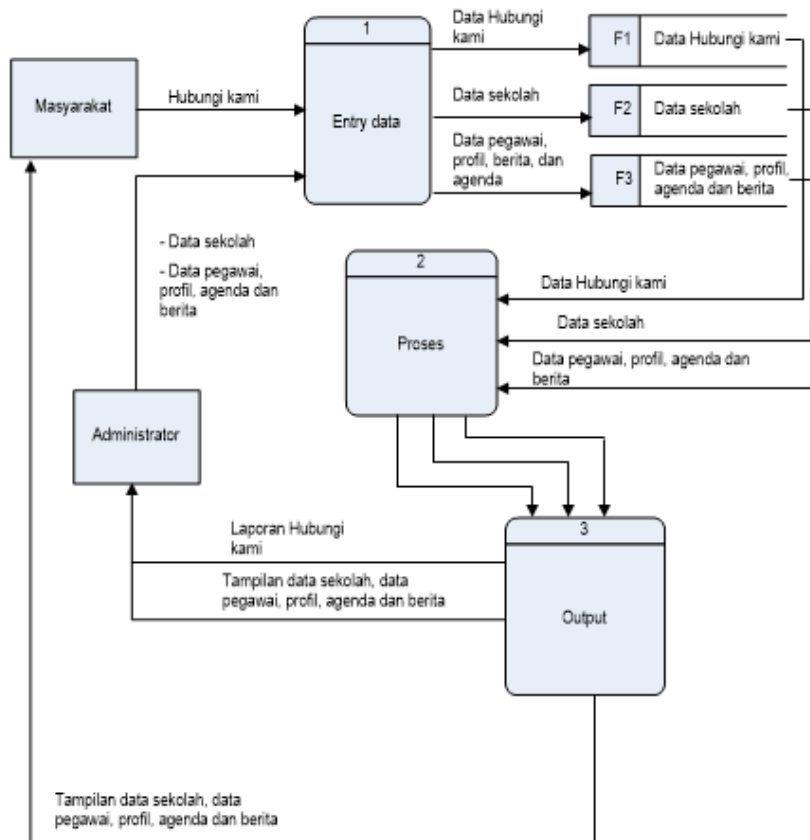 1
Entry data
Masyarakat
Hubungi kami
Data Hubungi
kami
F1
Data Hubungi kami
Data sekolah
F2
Data sekolah
Data pegawai,
profil, berita, dan
agenda
F3
Data pegawai, profil,
agenda dan berita
- Data sekolah
- Data pegawai,
profil, agenda dan
berita
2
Proses
Data Hubungi kami
Data sekolah
Data pegawai, profil, agenda dan
berita
Administrator
Laporan Hubungi
kami
Tampilan data sekolah, data
pegawai, profil, agenda dan berita
3
Output
Tampilan data sekolah, data
pegawai, profil, agenda dan berita